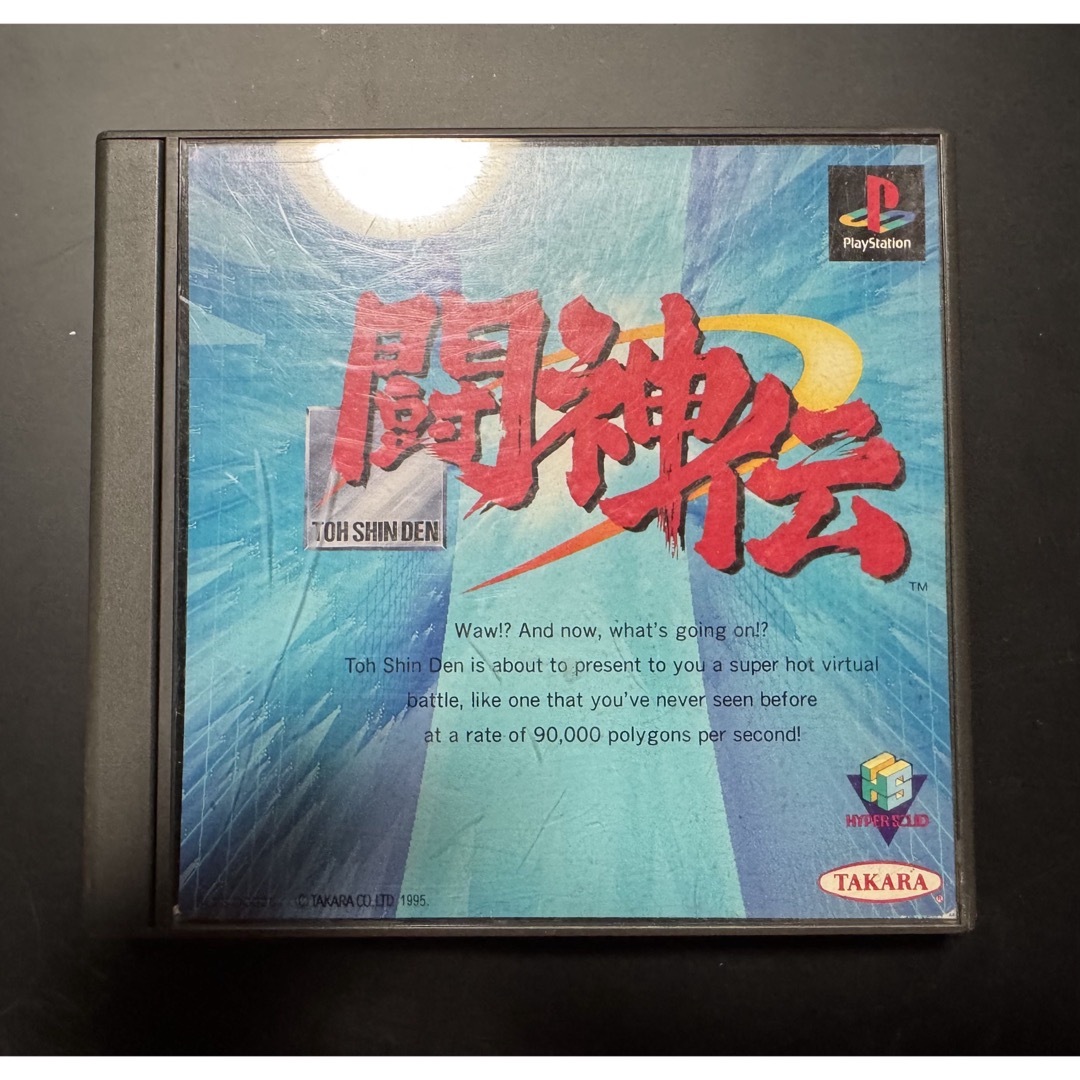 PlayStation
闘神伝
TOH SHIN DEN
TM
Waw!? And now, what's going on!?
Toh Shin Den is about to present to you a super hot virtual
battle, like one that you've never seen before
at a rate of 90,000 polygons per second!
HS
HYPER SOLID
TAKARA
®
© TAKARA CO.,LTD. 1995.